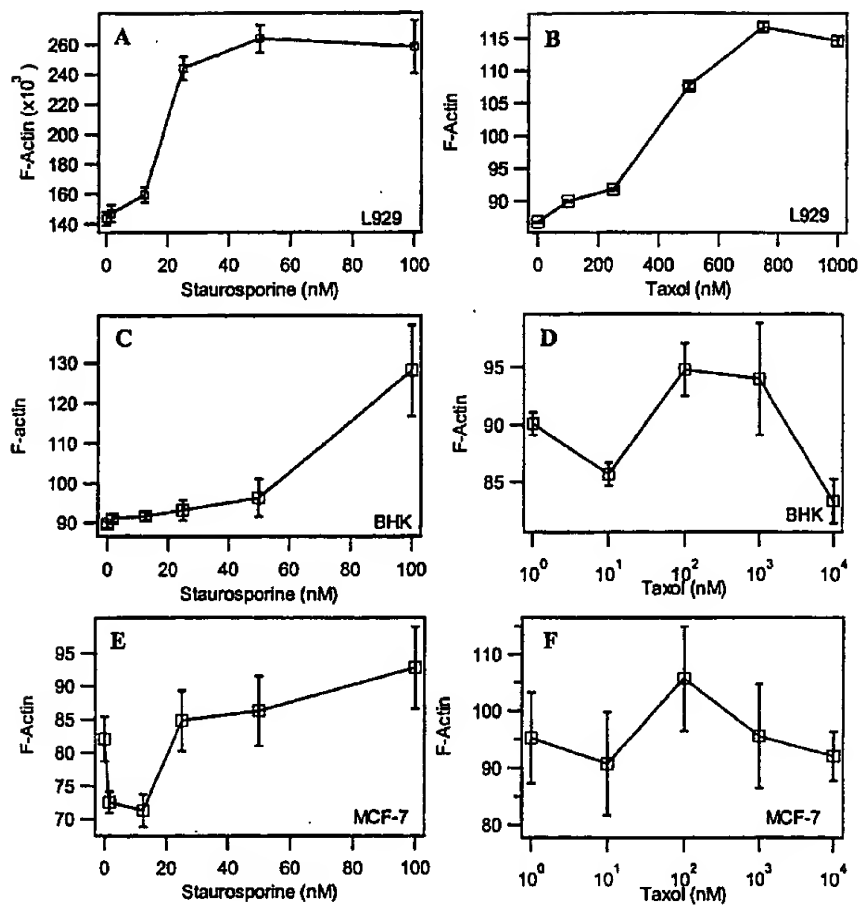 A
F-Actin (x10³)
260
240
220
200
180
160
140
L929
0 20 40 60 80 100
Staurosporine (nM)
B
F-Actin
115
110
105
100
95
90
L929
0 200 400 600 800 1000
Taxol (nM)
C
F-actin
130
120
110
100
90
BHK
0 20 40 60 80 100
Staurosporine (nM)
D
F-Actin
95
90
85
BHK
10⁰ 10¹ 10² 10³ 10⁴
Taxol (nM)
E
F-Actin
95
90
85
80
75
70
MCF-7
0 20 40 60 80 100
Staurosporine (nM)
F
F-Actin
110
100
90
80
MCF-7
10⁰ 10¹ 10² 10³ 10⁴
Taxol (nM)